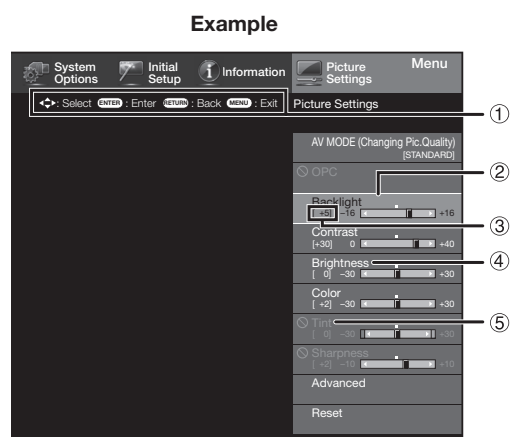 Example
System Options
Initial Setup
Information
Picture Settings
Menu
: Select ENTER : Enter RETURN : Back MENU : Exit
Picture Settings
①
AV MODE (Changing Pic.Quality)
[STANDARD]
OPC
②
Backlight
[ +5] –16 +16
③
Contrast
[+30] 0 +40
Brightness
④
[ 0] –30 +30
Color
[ +2] –30 +30
Tint
⑤
[ 0] –30 +30
Sharpness
[ +2] –10 +10
Advanced
Reset